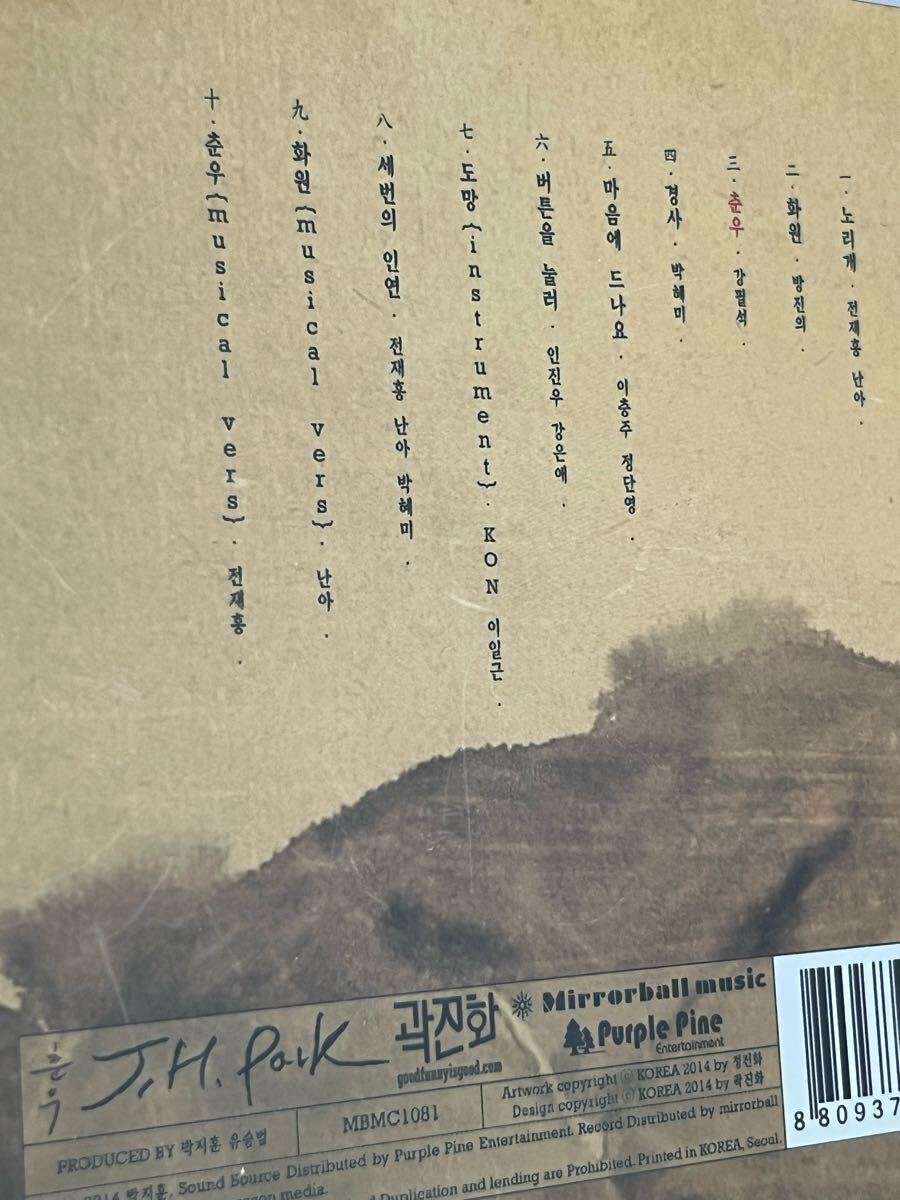 一 · 노리개 · 전재홍 난아 ·
二 · 화원 · 방진의 ·
三 · 춘우 · 강필석 ·
四 · 경사 · 박혜미 ·
五 · 마음에 드나요 · 이충주 정단영 ·
六 · 버튼을 눌러 · 인진우 강은애 ·
七 · 도망{instrument} · KON 이일근 ·
八 · 세번의 인연 · 전재홍 난아 박혜미 ·
九 · 화원{musical vers} · 난아 ·
十 · 춘우{musical vers} · 전재홍 ·
춘우
J.H. Park
곽진화
goodfunnyisgood.com
Mirrorball music
Purple Pine
Entertainment
PRODUCED BY 박지훈 유승범
MBMC1081
Artwork copyright ⓒ KOREA 2014 by 정진화
Design copyright ⓒ KOREA 2014 by 곽진화
2014 박지훈, Sound Source Distributed by Purple Pine Entertainment. Record Distributed by mirrorball
media.
Duplication and lending are Prohibited. Printed in KOREA, Seoul.
8 80937